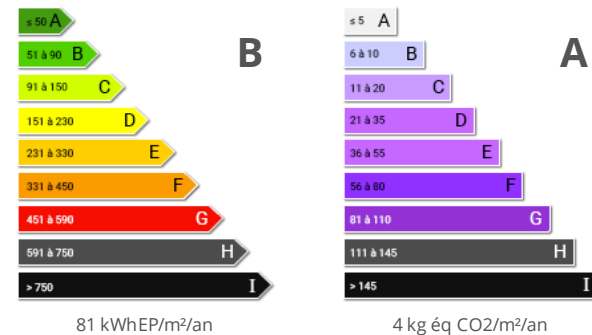 ≤ 50 A
51 à 90 B
91 à 150 C
151 à 230 D
231 à 330 E
331 à 450 F
451 à 590 G
591 à 750 H
> 750 I
B
81 kWhEP/m²/an
≤ 5 A
6 à 10 B
11 à 20 C
21 à 35 D
36 à 55 E
56 à 80 F
81 à 110 G
111 à 145 H
> 145 I
A
4 kg éq CO2/m²/an